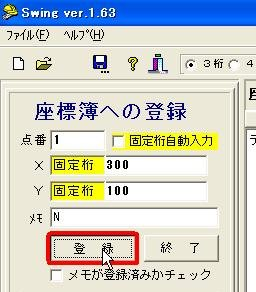 Swing ver.1.63
ファイル(F) ヘルプ(H)
3桁 4
座標簿への登録
点番 1 固定桁自動入力
X 固定桁 300
Y 固定桁 100
メモ N
登 録 終 了
メモが登録済みかチェック